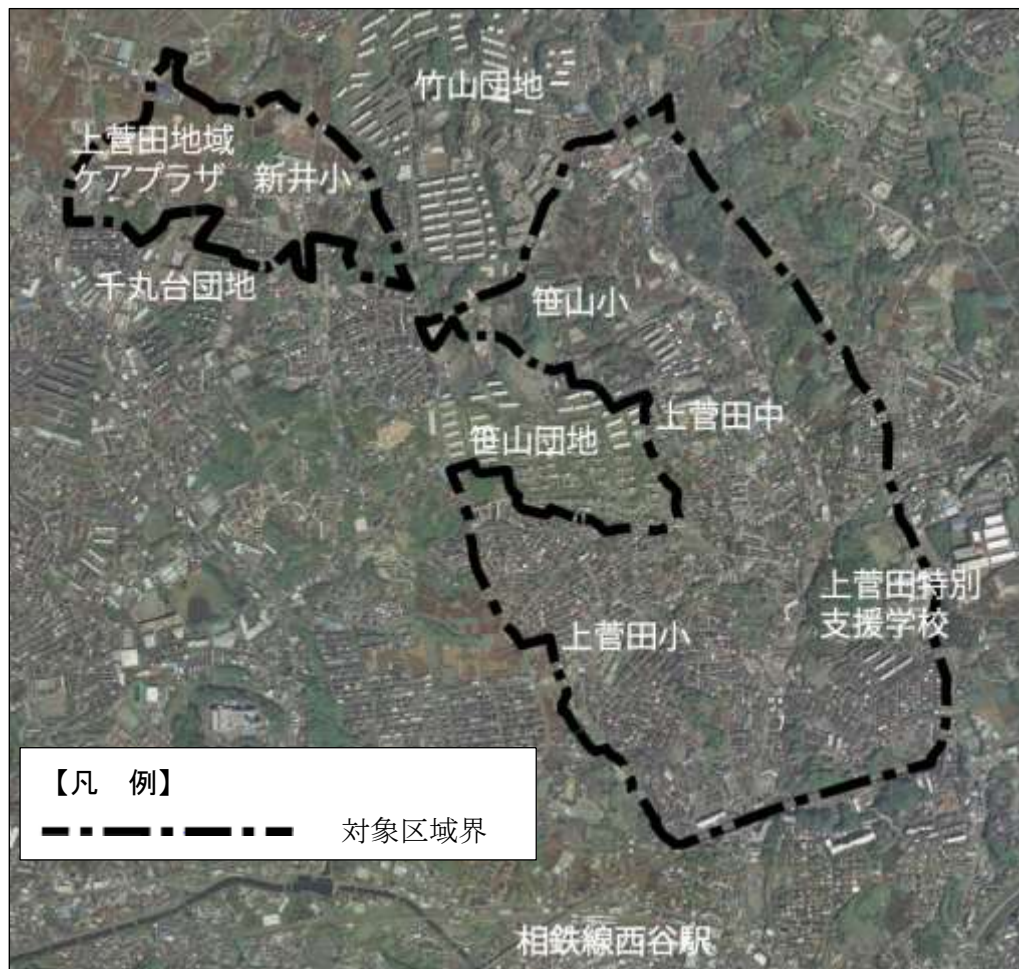 竹山団地
上菅田地域
ケアプラザ 新井小
千丸台団地
笹山小
上菅田中
笹山団地
上菅田特別
支援学校
上菅田小
【凡　例】
対象区域界
相鉄線西谷駅